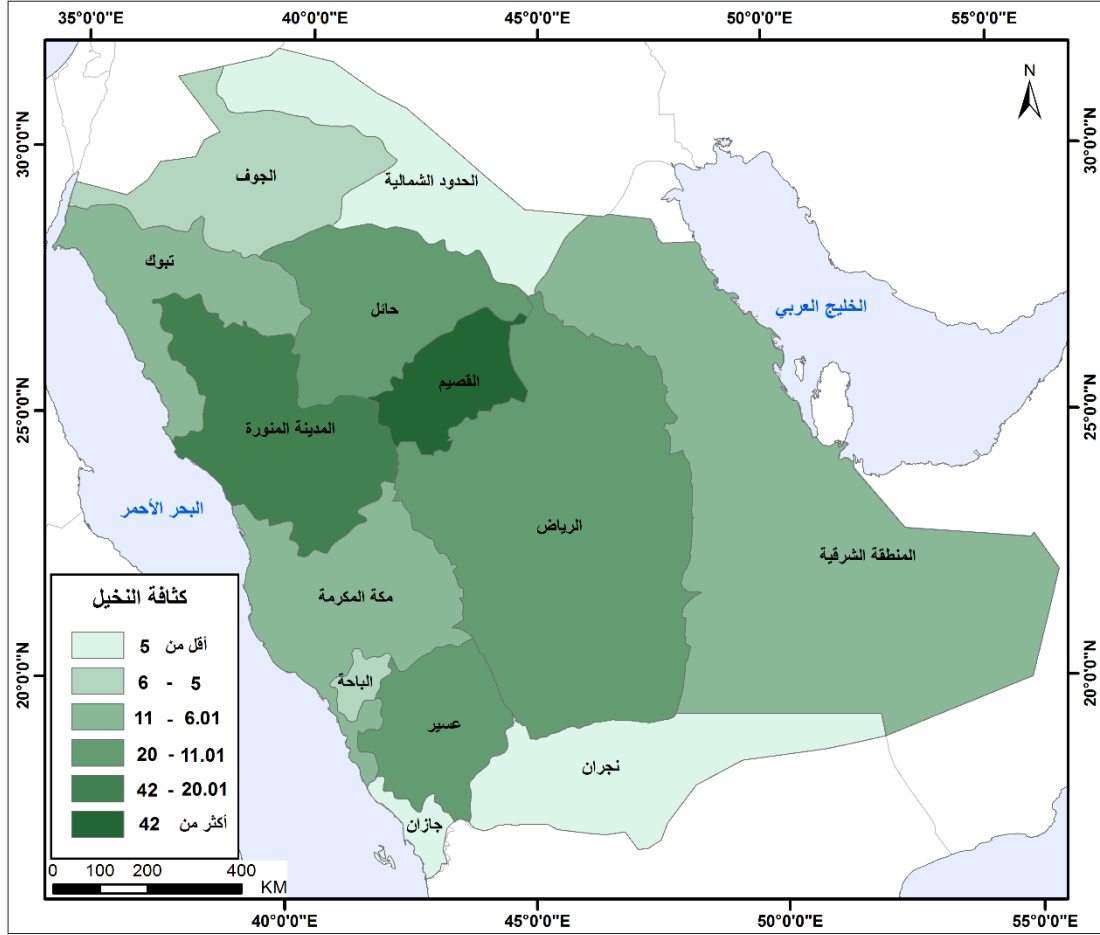 35°0'0"E 40°0'0"E 45°0'0"E 50°0'0"E 55°0'0"E
N
30°0'0"N 30°0'0"N
الحدود الشمالية
الجوف
تبوك
حائل
الخليج العربي
القصيم
25°0'0"N 25°0'0"N
المدينة المنورة
البحر الأحمر
الرياض
المنطقة الشرقية
مكة المكرمة
20°0'0"N 20°0'0"N
الباحة
عسير
نجران
جازان
كثافة النخيل
أقل من 5
5 - 6
6.01 - 11
11.01 - 20
20.01 - 42
أكثر من 42
0 100 200 400
KM
40°0'0"E 45°0'0"E 50°0'0"E 55°0'0"E